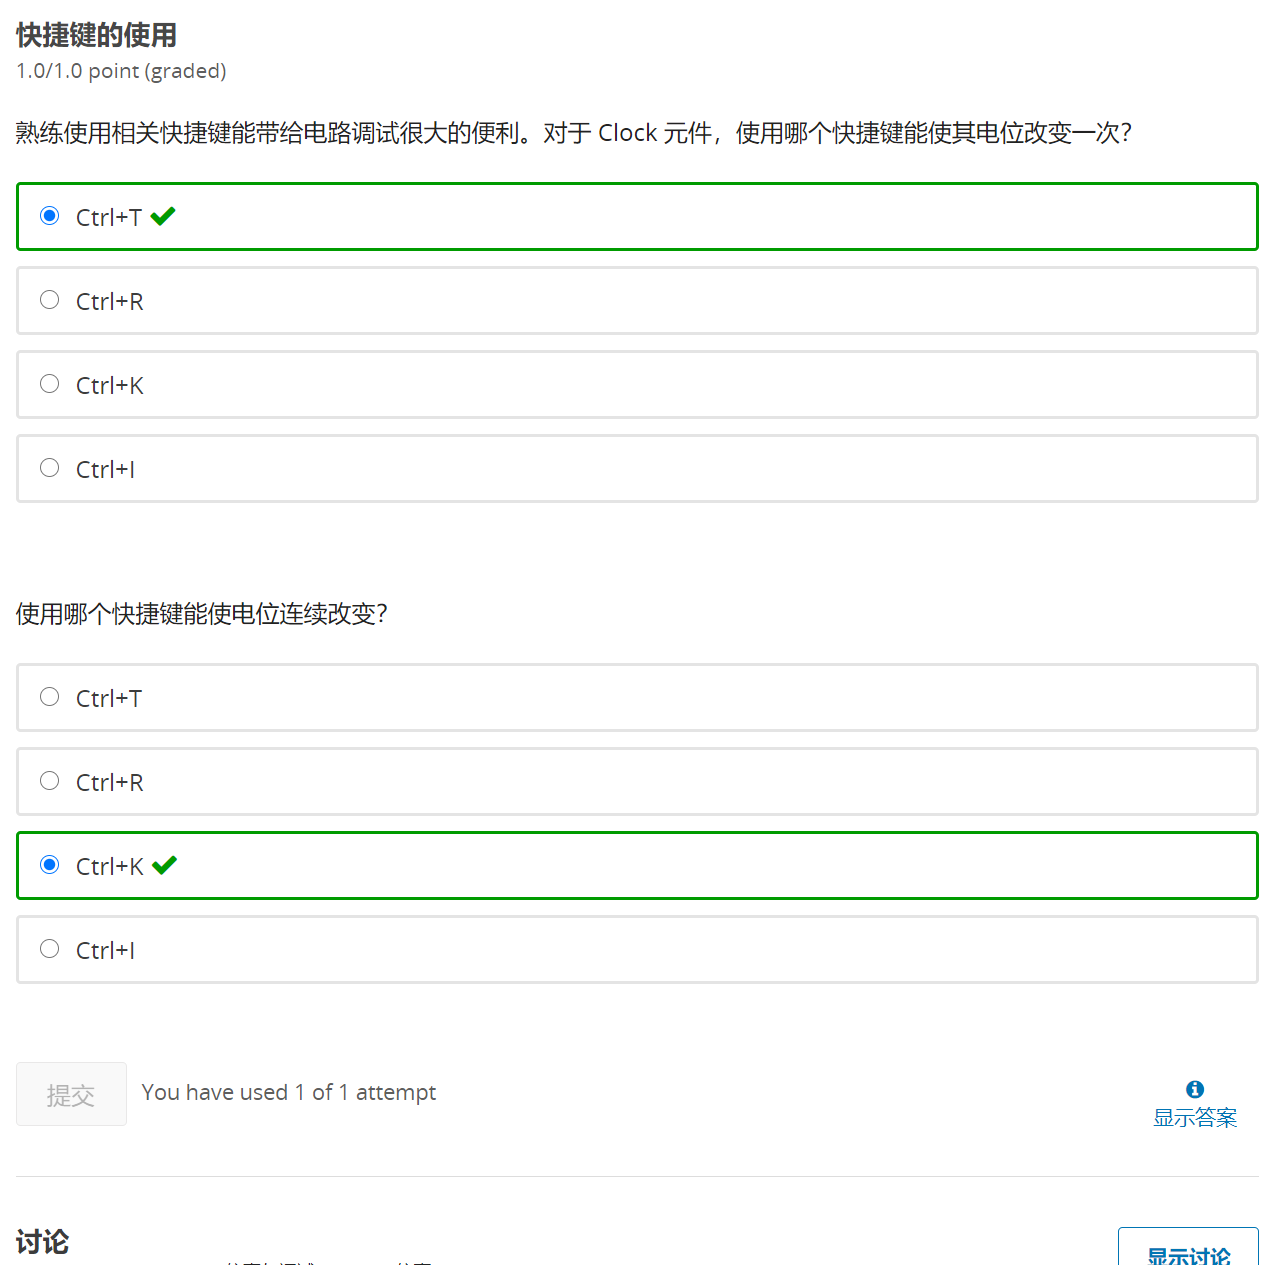 快捷键的使用
1.0/1.0 point (graded)
熟练使用相关快捷键能带给电路调试很大的便利。对于 Clock 元件，使用哪个快捷键能使其电位改变一次？
Ctrl+T
Ctrl+R
Ctrl+K
Ctrl+I
使用哪个快捷键能使电位连续改变？
Ctrl+T
Ctrl+R
Ctrl+K
Ctrl+I
提交
You have used 1 of 1 attempt
显示答案
讨论
显示讨论